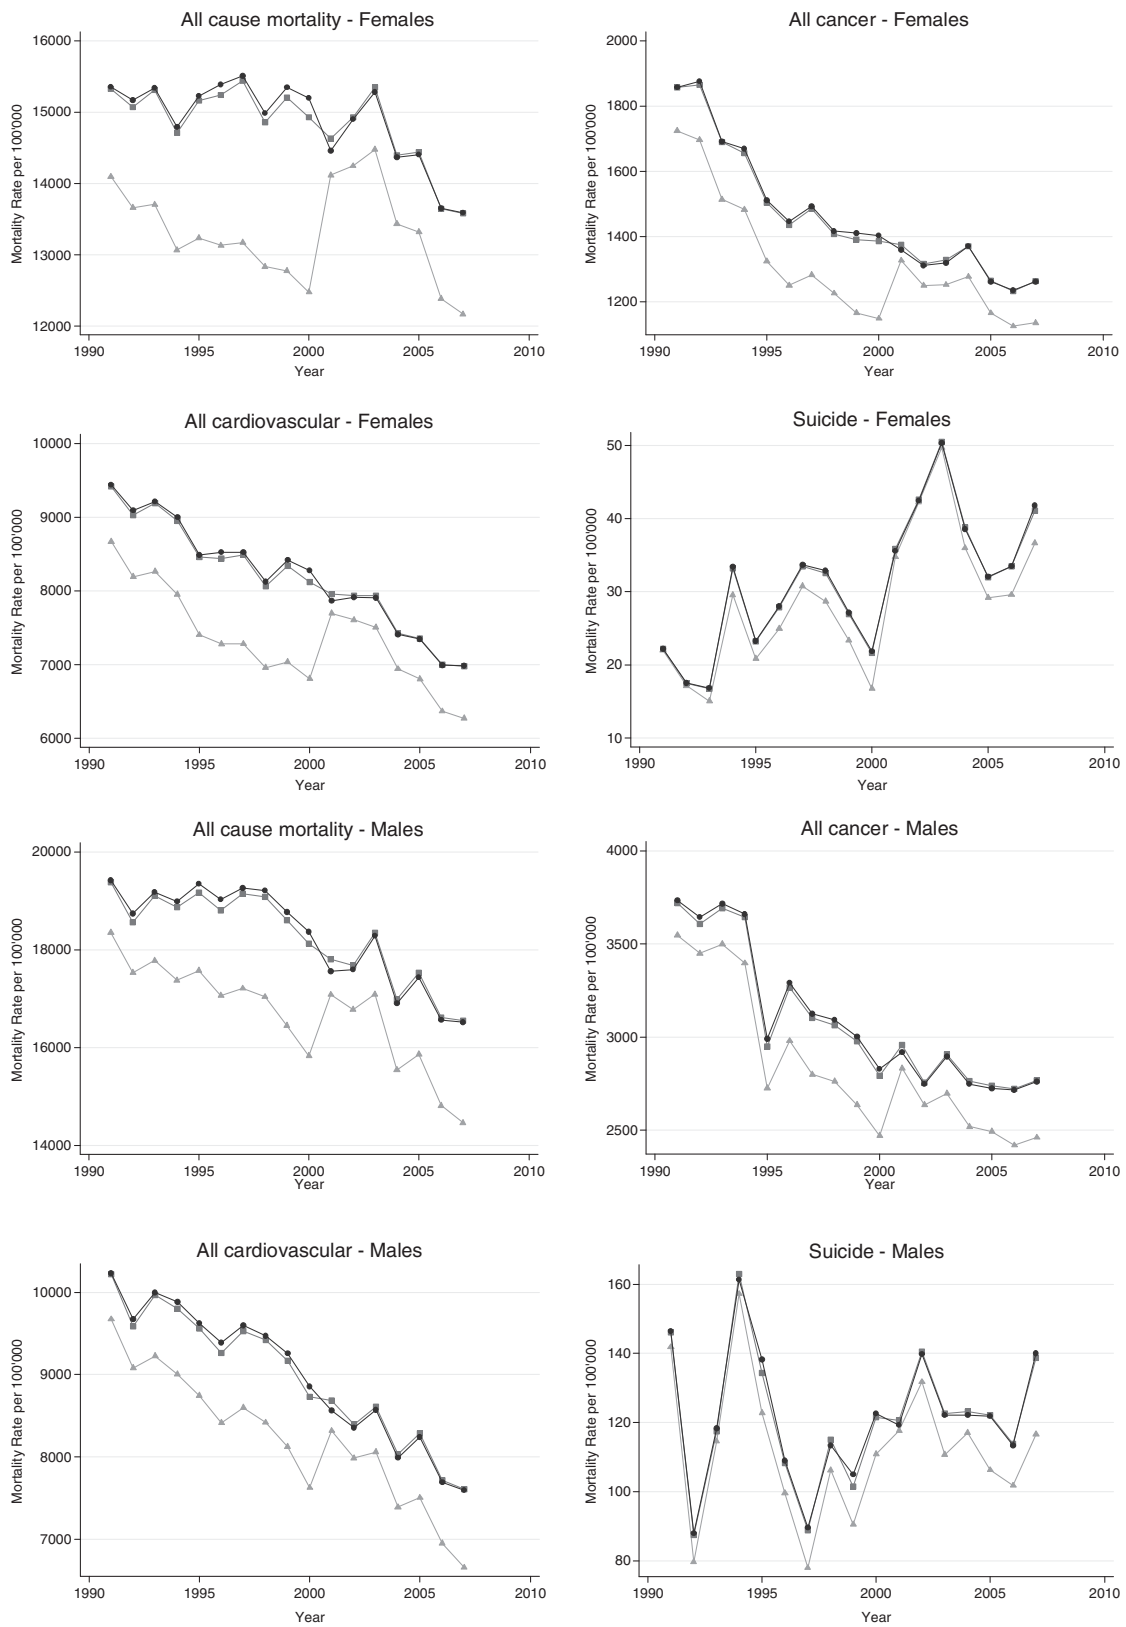 All cause mortality - Females
Mortality Rate per 100'000
16000
15000
14000
13000
12000
1990 1995 2000 2005 2010
Year
All cancer - Females
Mortality Rate per 100'000
2000
1800
1600
1400
1200
1990 1995 2000 2005 2010
Year
All cardiovascular - Females
Mortality Rate per 100'000
10000
9000
8000
7000
6000
1990 1995 2000 2005 2010
Year
Suicide - Females
Mortality Rate per 100'000
50
40
30
20
10
1990 1995 2000 2005 2010
Year
All cause mortality - Males
Mortality Rate per 100'000
20000
18000
16000
14000
1990 1995 2000 2005 2010
Year
All cancer - Males
Mortality Rate per 100'000
4000
3500
3000
2500
1990 1995 2000 2005 2010
Year
All cardiovascular - Males
Mortality Rate per 100'000
10000
9000
8000
7000
1990 1995 2000 2005 2010
Year
Suicide - Males
Mortality Rate per 100'000
160
140
120
100
80
1990 1995 2000 2005 2010
Year